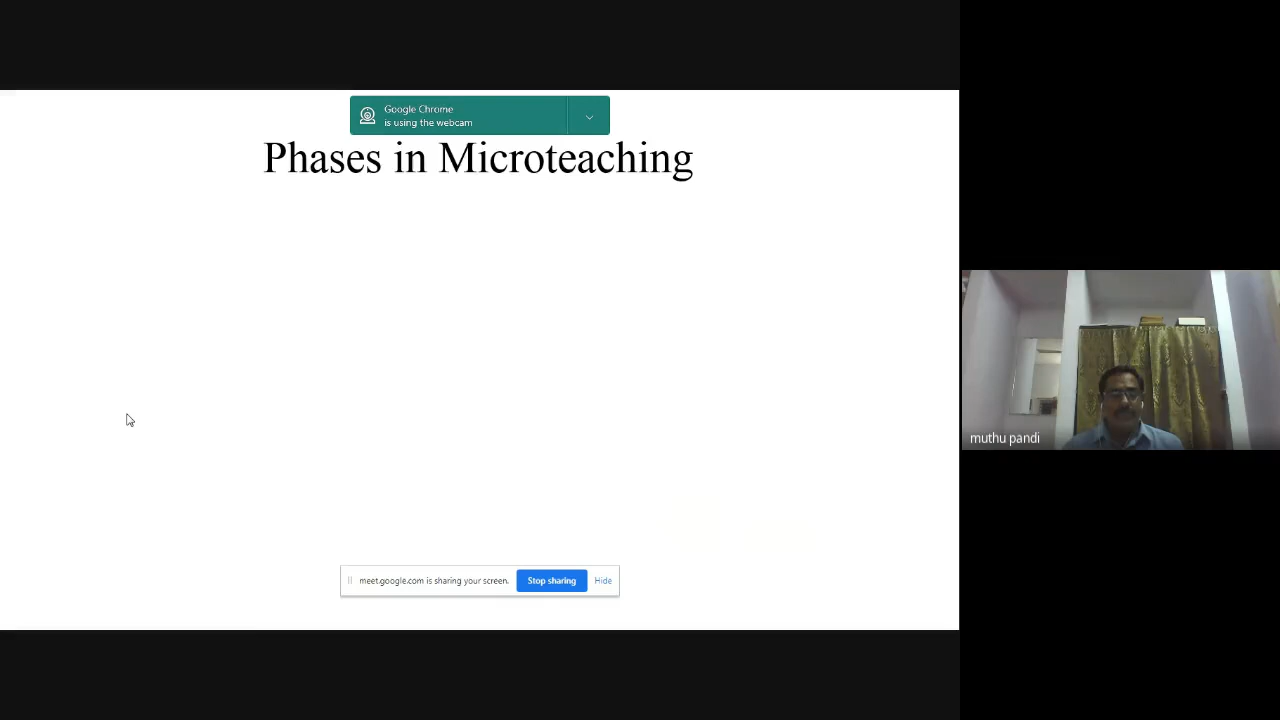 Google Chrome
is using the webcam
Phases in Microteaching
muthu pandi
meet.google.com is sharing your screen.
Stop sharing
Hide